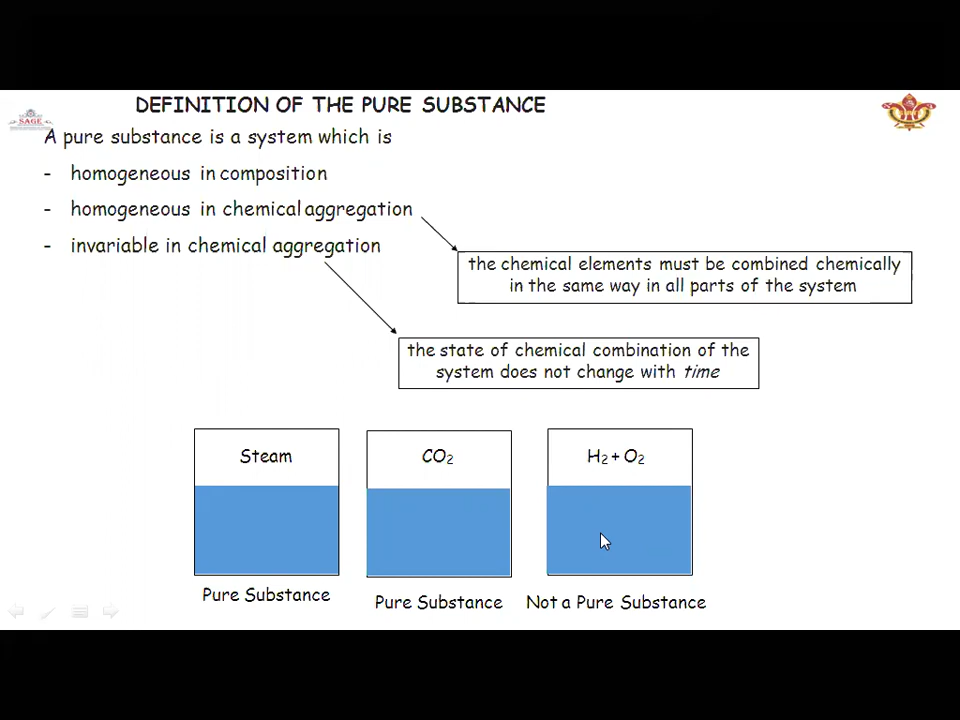 DEFINITION OF THE PURE SUBSTANCE
SAGE
A pure substance is a system which is
- homogeneous in composition
- homogeneous in chemical aggregation
- invariable in chemical aggregation
the chemical elements must be combined chemically
in the same way in all parts of the system
the state of chemical combination of the
system does not change with time
Steam
CO₂
H₂ + O₂
Pure Substance
Pure Substance
Not a Pure Substance